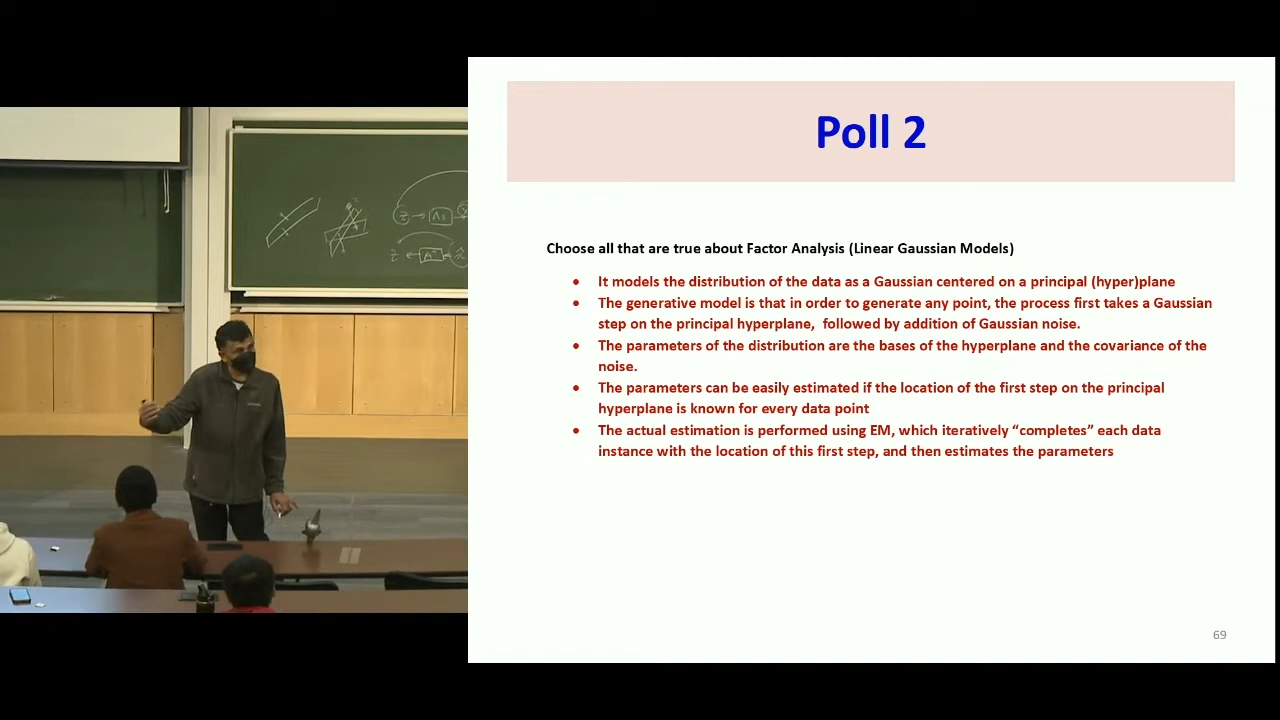 Poll 2
Choose all that are true about Factor Analysis (Linear Gaussian Models)
• It models the distribution of the data as a Gaussian centered on a principal (hyper)plane
• The generative model is that in order to generate any point, the process first takes a Gaussian
step on the principal hyperplane, followed by addition of Gaussian noise.
• The parameters of the distribution are the bases of the hyperplane and the covariance of the
noise.
• The parameters can be easily estimated if the location of the first step on the principal
hyperplane is known for every data point
• The actual estimation is performed using EM, which iteratively “completes” each data
instance with the location of this first step, and then estimates the parameters
69